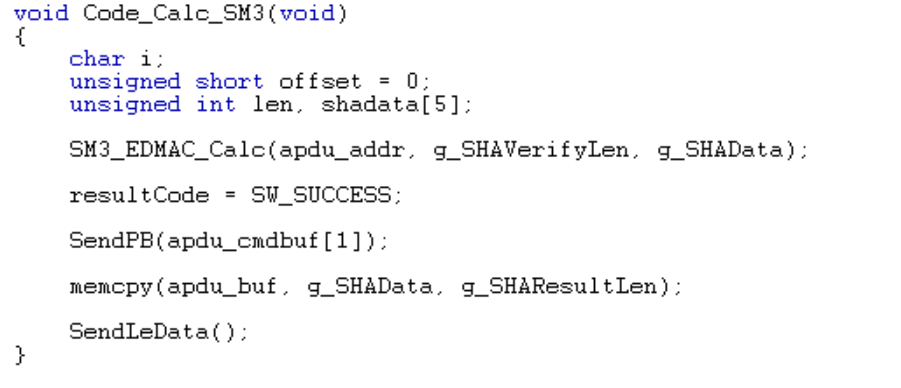 void Code_Calc_SM3(void)
{
    char i;
    unsigned short offset = 0;
    unsigned int len, shadata[5];
    SM3_EDMAC_Calc(apdu_addr, g_SHAVerifyLen, g_SHAData);
    resultCode = SW_SUCCESS;
    SendPB(apdu_cmdbuf[1]);
    memcpy(apdu_buf, g_SHAData, g_SHAResultLen);
    SendLeData();
}